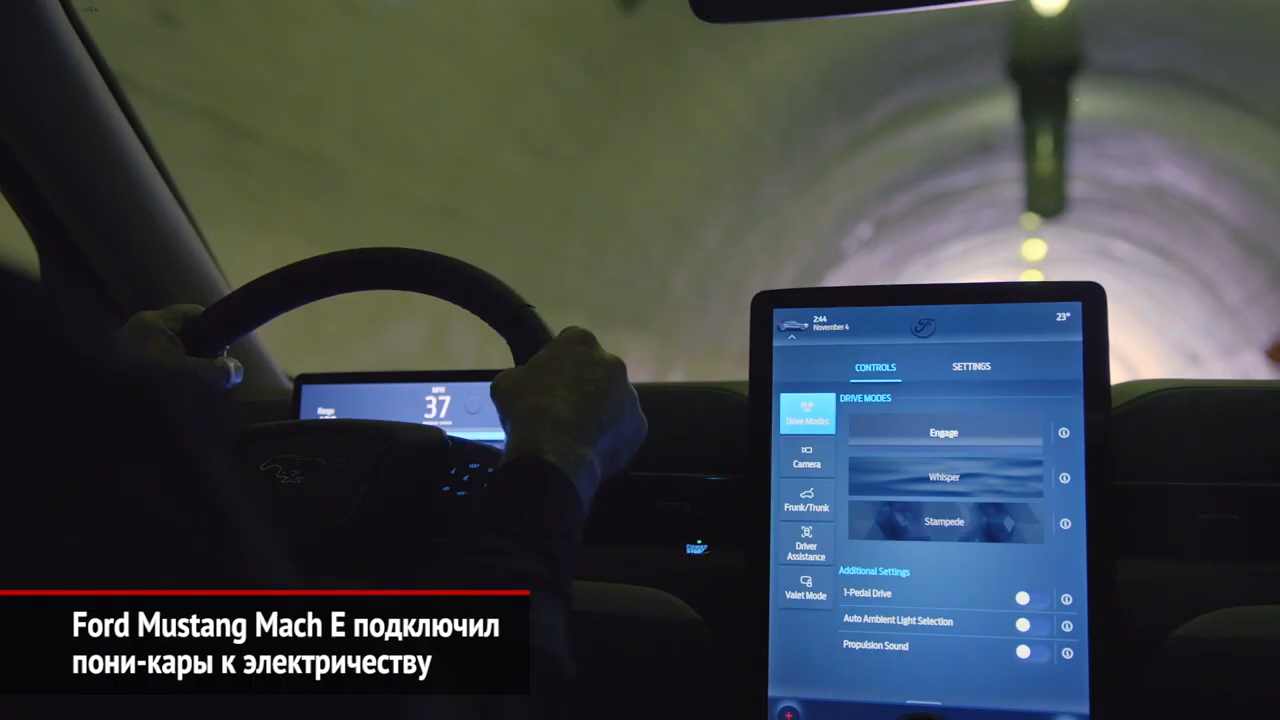 2:44
November 4
23°
CONTROLS
SETTINGS
DRIVE MODES
Drive Modes
Engage
Camera
Whisper
Frunk/Trunk
Stampede
Driver
Assistance
Additional Settings
Valet Mode
1-Pedal Drive
Auto Ambient Light Selection
Propulsion Sound
MPH
37
Range
Ford Mustang Mach E подключил
пони-кары к электричеству